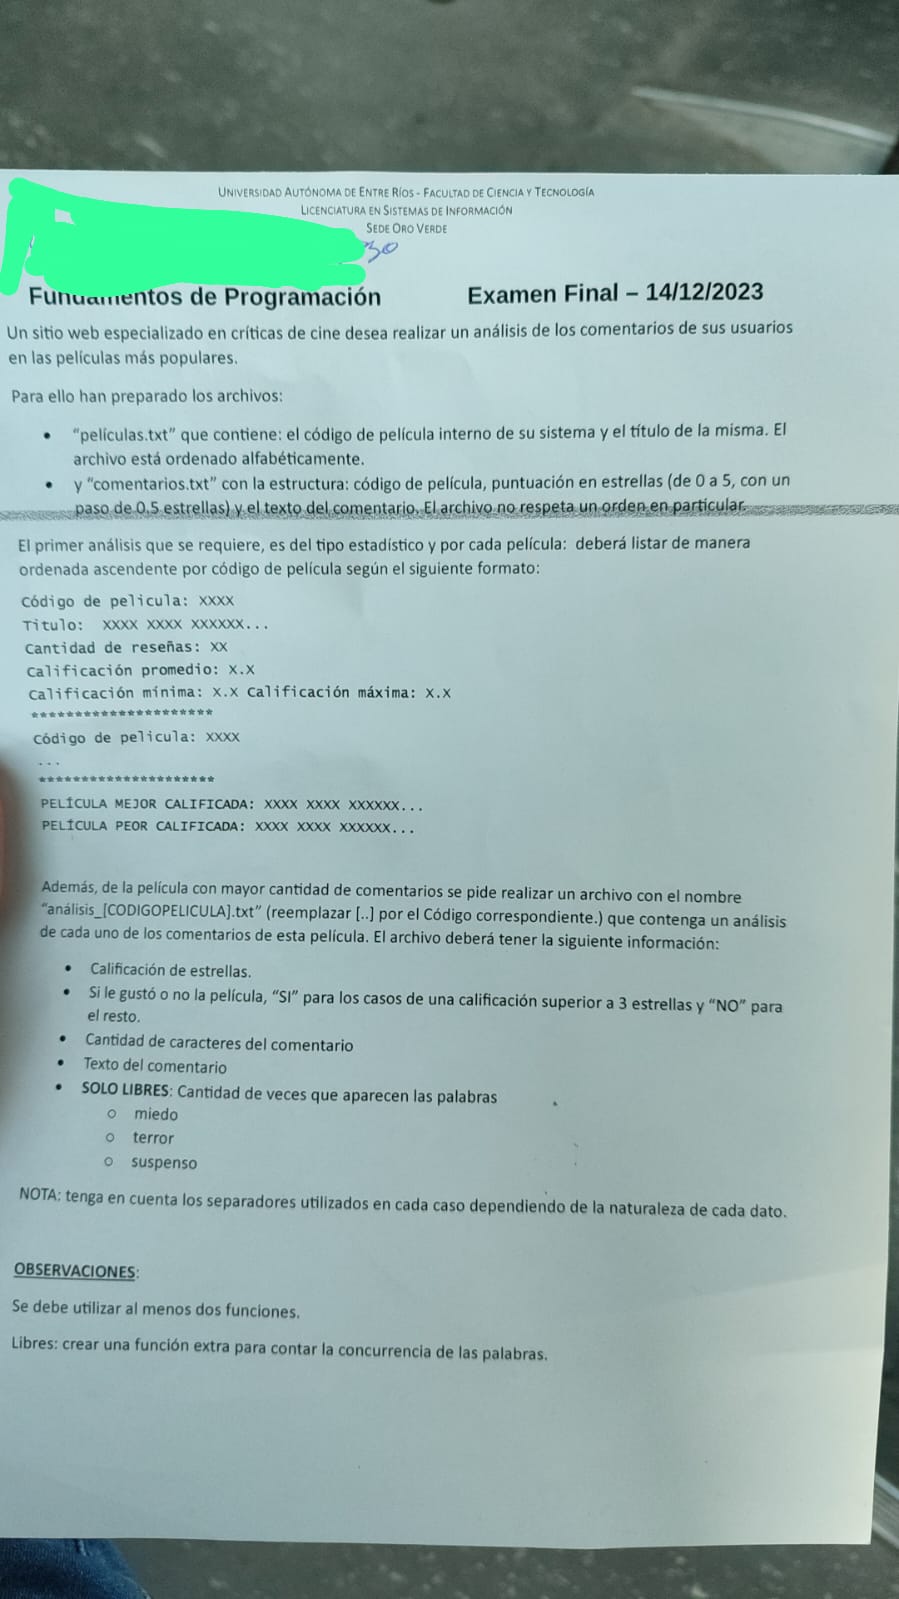 UNIVERSIDAD AUTÓNOMA DE ENTRE RÍOS - FACULTAD DE CIENCIA Y TECNOLOGÍA
LICENCIATURA EN SISTEMAS DE INFORMACIÓN
SEDE ORO VERDE
30
Fundamentos de Programación Examen Final – 14/12/2023
Un sitio web especializado en críticas de cine desea realizar un análisis de los comentarios de sus usuarios
en las películas más populares.
Para ello han preparado los archivos:
• “películas.txt” que contiene: el código de película interno de su sistema y el título de la misma. El
archivo está ordenado alfabéticamente.
• y “comentarios.txt” con la estructura: código de película, puntuación en estrellas (de 0 a 5, con un
paso de 0.5 estrellas) y el texto del comentario. El archivo no respeta un orden en particular.
El primer análisis que se requiere, es del tipo estadístico y por cada película: deberá listar de manera
ordenada ascendente por código de película según el siguiente formato:
Código de pelicula: XXXX
Titulo: XXXX XXXX XXXXXX...
Cantidad de reseñas: XX
Calificación promedio: X.X
Calificación mínima: X.X Calificación máxima: X.X
*********************
Código de pelicula: XXXX
...
*********************
PELÍCULA MEJOR CALIFICADA: XXXX XXXX XXXXXX...
PELÍCULA PEOR CALIFICADA: XXXX XXXX XXXXXX...
Además, de la película con mayor cantidad de comentarios se pide realizar un archivo con el nombre
“análisis_[CODIGOPELICULA].txt” (reemplazar [..] por el Código correspondiente.) que contenga un análisis
de cada uno de los comentarios de esta película. El archivo deberá tener la siguiente información:
• Calificación de estrellas.
• Si le gustó o no la película, “SI” para los casos de una calificación superior a 3 estrellas y “NO” para
el resto.
• Cantidad de caracteres del comentario
• Texto del comentario
• SOLO LIBRES: Cantidad de veces que aparecen las palabras
○ miedo
○ terror
○ suspenso
NOTA: tenga en cuenta los separadores utilizados en cada caso dependiendo de la naturaleza de cada dato.
OBSERVACIONES:
Se debe utilizar al menos dos funciones.
Libres: crear una función extra para contar la concurrencia de las palabras.